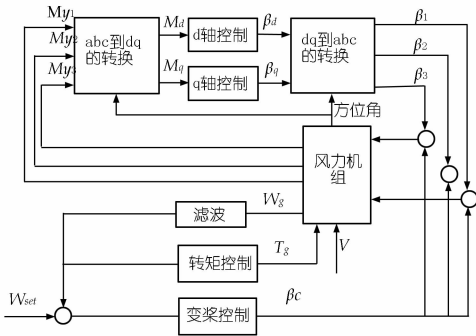 My1
My2
My3
abc到dq
的转换
Md
Mq
d轴控制
q轴控制
βd
βq
dq到abc
的转换
β1
β2
β3
方位角
风力机
组
滤波
Wg
转矩控制
Tg
V
Wset
变桨控制
βc